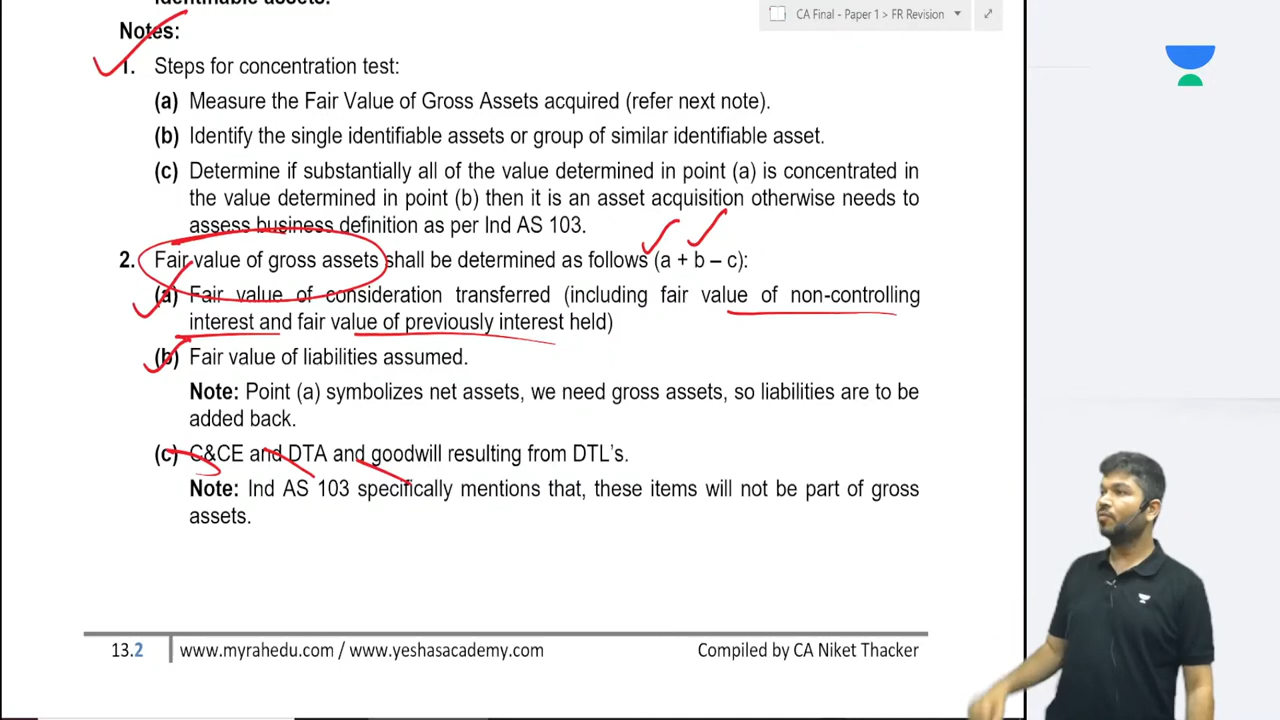 identifiable assets.
CA Final - Paper 1 > FR Revision
Notes:
1. Steps for concentration test:
(a) Measure the Fair Value of Gross Assets acquired (refer next note).
(b) Identify the single identifiable assets or group of similar identifiable asset.
(c) Determine if substantially all of the value determined in point (a) is concentrated in
the value determined in point (b) then it is an asset acquisition otherwise needs to
assess business definition as per Ind AS 103.
2. Fair value of gross assets shall be determined as follows (a + b – c):
(a) Fair value of consideration transferred (including fair value of non-controlling
interest and fair value of previously interest held)
(b) Fair value of liabilities assumed.
Note: Point (a) symbolizes net assets, we need gross assets, so liabilities are to be
added back.
(c) C&CE and DTA and goodwill resulting from DTL's.
Note: Ind AS 103 specifically mentions that, these items will not be part of gross
assets.
13.2 www.myrahedu.com / www.yeshasacademy.com Compiled by CA Niket Thacker